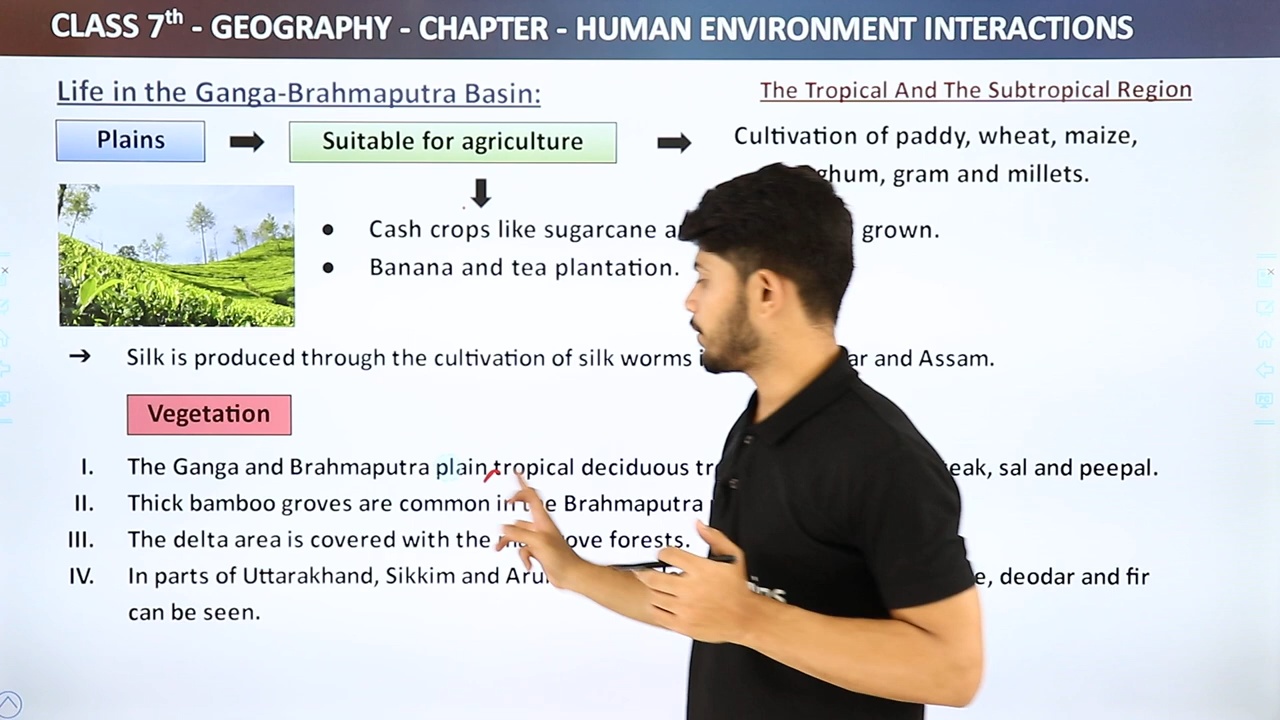 CLASS 7th - GEOGRAPHY - CHAPTER - HUMAN ENVIRONMENT INTERACTIONS
Life in the Ganga-Brahmaputra Basin:
The Tropical And The Subtropical Region
Plains
Suitable for agriculture
Cultivation of paddy, wheat, maize,
ghum, gram and millets.
Cash crops like sugarcane a grown.
Banana and tea plantation.
Silk is produced through the cultivation of silk worms ar and Assam.
Vegetation
I. The Ganga and Brahmaputra plain tropical deciduous tr eak, sal and peepal.
II. Thick bamboo groves are common in the Brahmaputra
III. The delta area is covered with the ove forests.
IV. In parts of Uttarakhand, Sikkim and Aru e, deodar and fir
can be seen.